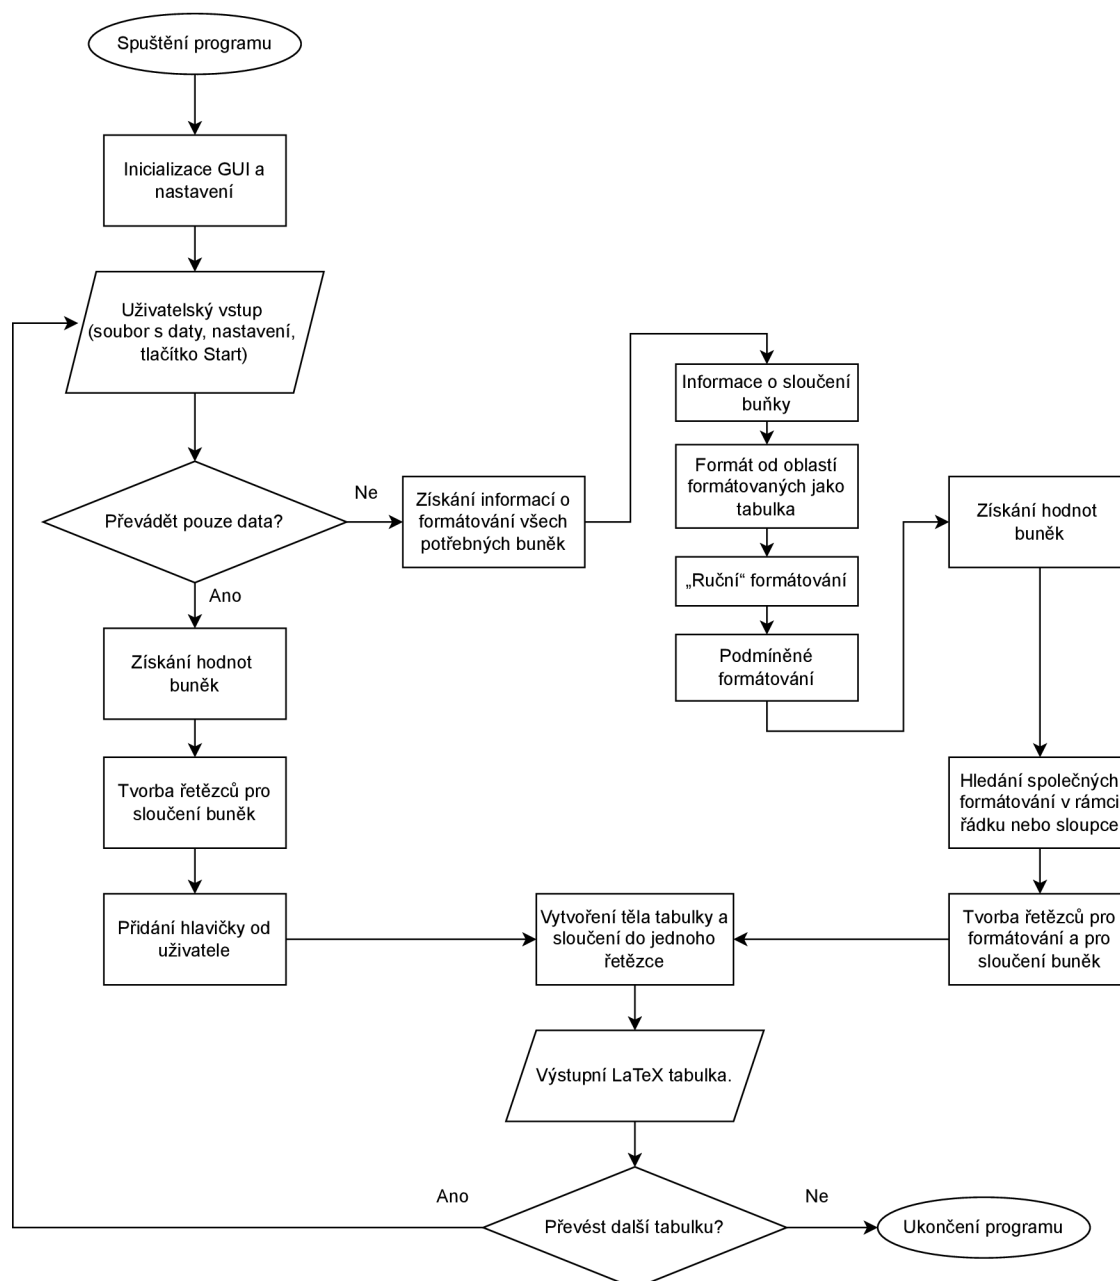 Spuštění programu
Inicializace GUI a
nastavení
Uživatelský vstup
(soubor s daty, nastavení,
tlačítko Start)
Převádět pouze data?
Ne
Získání informací o
formátování všech
potřebných buněk
Informace o sloučení
buňky
Formát od oblastí
formátovaných jako
tabulka
„Ruční“ formátování
Podmíněné
formátování
Získání hodnot
buněk
Hledání společných
formátování v rámci
řádku nebo sloupce
Tvorba řetězců pro
formátování a pro
sloučení buněk
Ano
Získání hodnot
buněk
Tvorba řetězců pro
sloučení buněk
Přidání hlavičky od
uživatele
Vytvoření těla tabulky a
sloučení do jednoho
řetězce
Výstupní LaTeX tabulka.
Převést další tabulku?
Ano
Ne
Ukončení programu